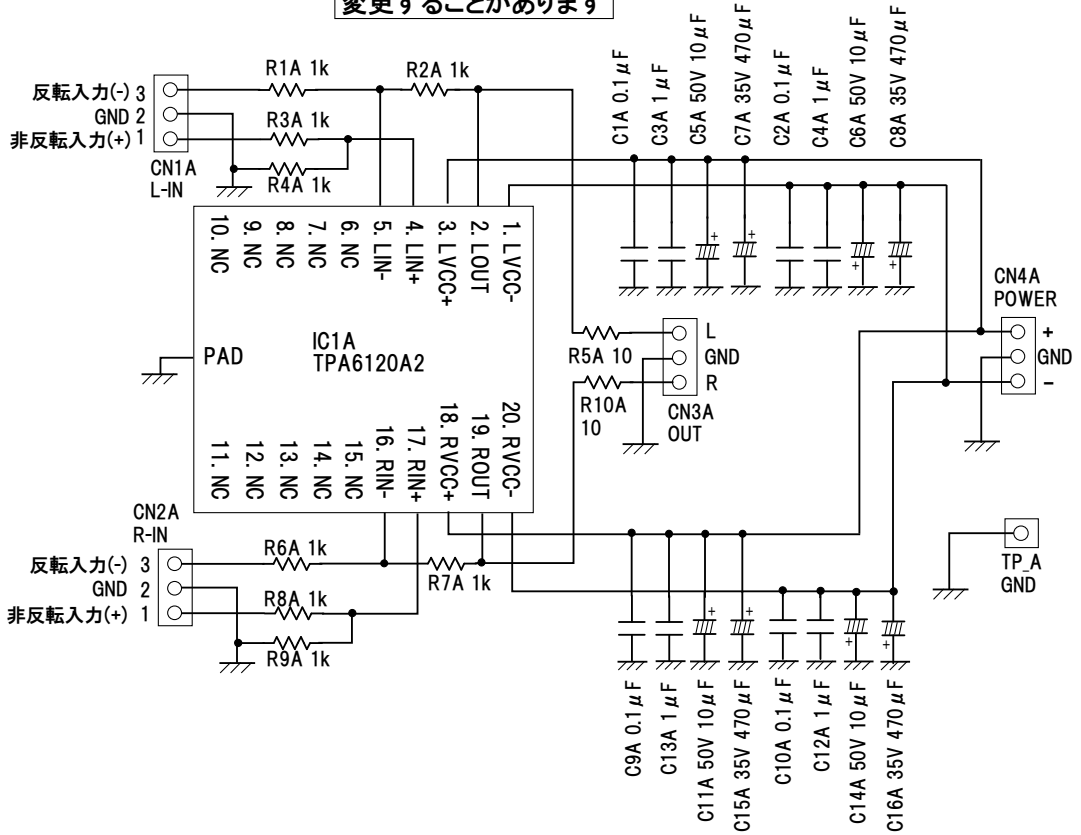 変更することがあります
C1A 0.1μF
C3A 1μF
C5A 50V 10μF
C7A 35V 470μF
C2A 0.1μF
C4A 1μF
C6A 50V 10μF
C8A 35V 470μF
R1A 1k
R2A 1k
反転入力(-) 3
GND 2
非反転入力(+) 1
R3A 1k
R4A 1k
CN1A
L-IN
10. NC
9. NC
8. NC
7. NC
6. NC
5. LIN-
4. LIN+
3. LVCC+
2. LOUT
1. LVCC-
+
+
+
+
CN4A
POWER
+
GND
-
IC1A
TPA6120A2
PAD
L
GND
R
R5A 10
R10A
10
CN3A
OUT
11. NC
12. NC
13. NC
14. NC
15. NC
16. RIN-
17. RIN+
18. RVCC+
19. ROUT
20. RVCC-
CN2A
R-IN
反転入力(-) 3
GND 2
非反転入力(+) 1
R6A 1k
R7A 1k
R8A 1k
R9A 1k
TP_A
GND
+
+
+
+
C9A 0.1μF
C13A 1μF
C11A 50V 10μF
C15A 35V 470μF
C10A 0.1μF
C12A 1μF
C14A 50V 10μF
C16A 35V 470μF